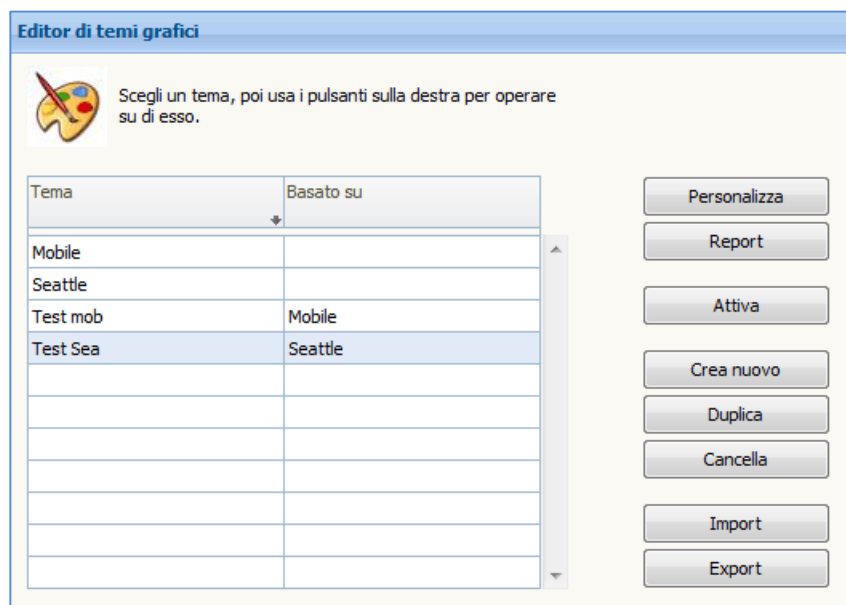 Editor di temi grafici
Scegli un tema, poi usa i pulsanti sulla destra per operare
su di esso.
Tema Basato su
Mobile
Seattle
Test mob Mobile
Test Sea Seattle
Personalizza
Report
Attiva
Crea nuovo
Duplica
Cancella
Import
Export